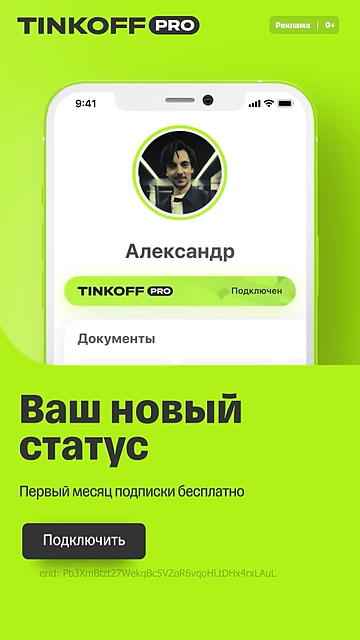 TINKOFF PRO
Реклама | 0+
9:41
Александр
TINKOFF PRO Подключен
Документы
Ваш новый
статус
Первый месяц подписки бесплатно
Подключить
erid: Pb3XmBtzt27WekqBc5VZoR6vqoHLtDHx4rxLAuL